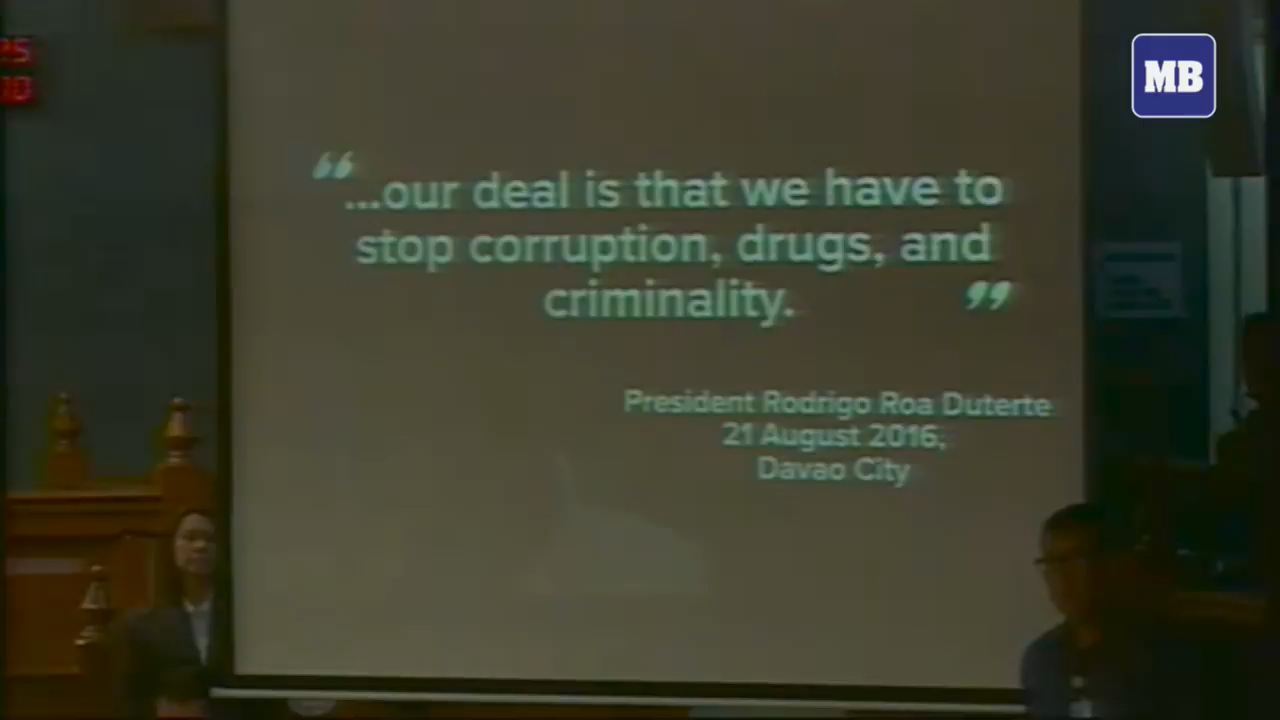 MB
“...our deal is that we have to
stop corruption, drugs, and
criminality. ”
President Rodrigo Roa Duterte
21 August 2016,
Davao City